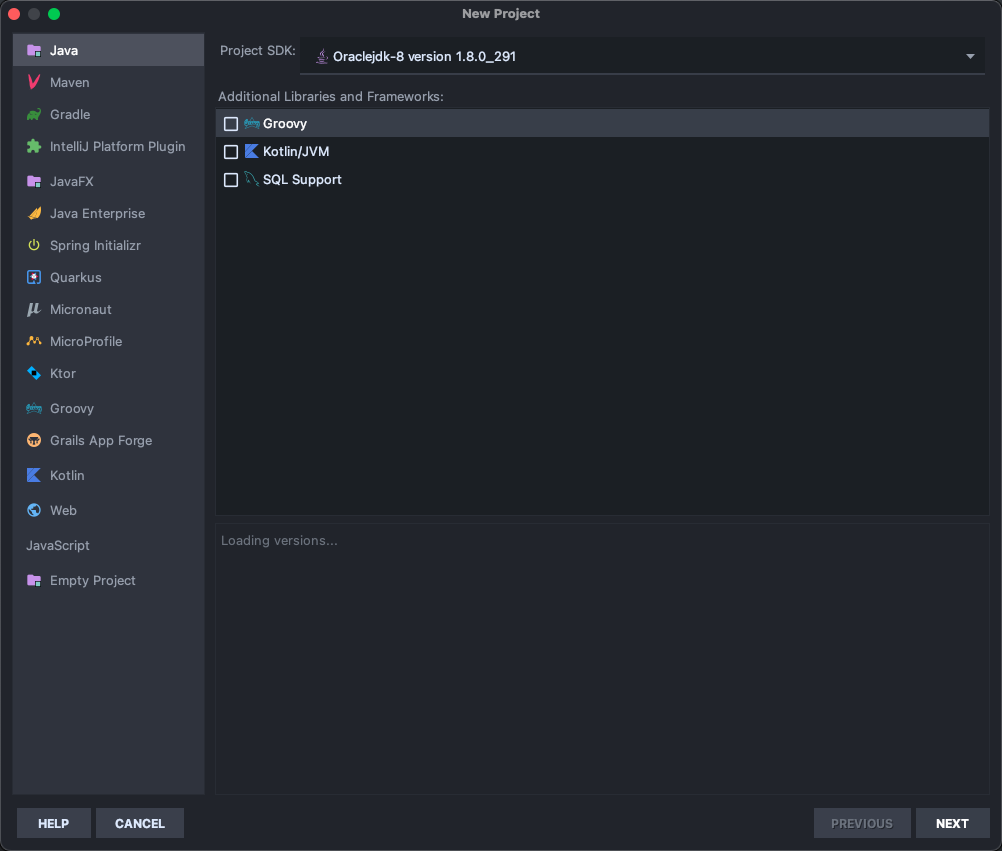 New Project
Java
Maven
Gradle
IntelliJ Platform Plugin
JavaFX
Java Enterprise
Spring Initializr
Quarkus
Micronaut
MicroProfile
Ktor
Groovy
Grails App Forge
Kotlin
Web
JavaScript
Empty Project
Project SDK: Oraclejdk-8 version 1.8.0_291
Additional Libraries and Frameworks:
Groovy
Kotlin/JVM
SQL Support
Loading versions...
HELP CANCEL PREVIOUS NEXT